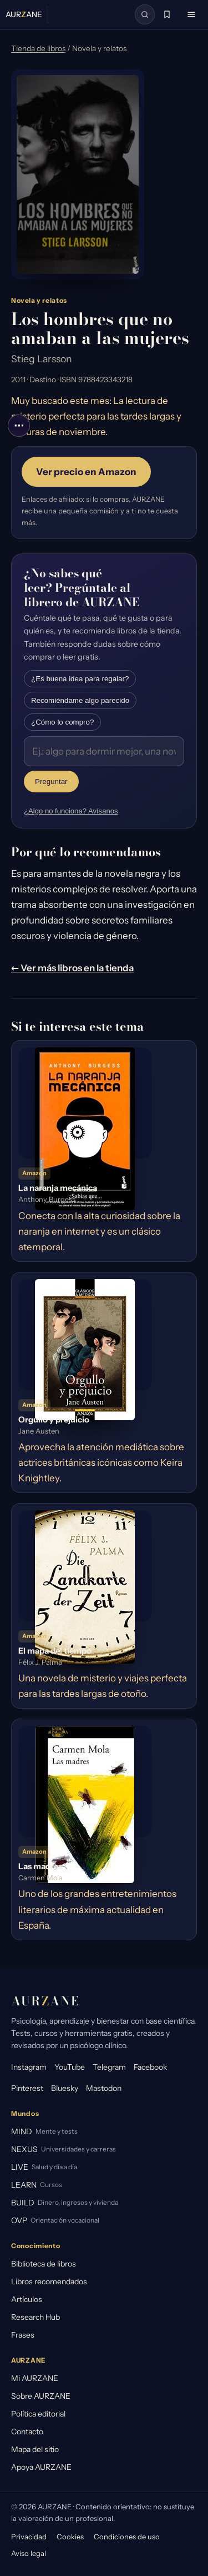 AURZANE
Tienda de libros / Novela y relatos
LOS HOMBRES QUE NO
AMABAN A LAS MUJERES
STIEG LARSSON
Novela y relatos
Los hombres que no
amaban a las mujeres
Stieg Larsson
2011 · Destino · ISBN 9788423343218
Muy buscado este mes: La lectura de
misterio perfecta para las tardes largas y
de noviembre.
Ver precio en Amazon
Enlaces de afiliado: si lo compras, AURZANE
recibe una pequeña comisión y a ti no te cuesta
más.
¿No sabes qué
leer? Pregúntale al
librero de AURZANE
Cuéntale qué te pasa, qué te gusta o para
quién es, y te recomienda libros de la tienda.
También responde dudas sobre cómo
comprar o leer gratis.
¿Es buena idea para regalar?
Recomiéndame algo parecido
¿Cómo lo compro?
Ej.: algo para dormir mejor, una nov
Preguntar
¿Algo no funciona? Avísanos
Por qué lo recomendamos
Es para amantes de la novela negra y los
misterios complejos de resolver. Aporta una
trama absorbente con una investigación en
profundidad sobre secretos familiares
oscuros y violencia de género.
← Ver más libros en la tienda
Si te interesa este tema
ANTHONY BURGESS
LA NARANJA
MECÁNICA
Amazon
La naranja mecánica
Anthony Burgess
Conecta con la alta curiosidad sobre la
naranja en internet y es un clásico
atemporal.
Orgullo
y prejuicio
Jane Austen
Amazon
Orgullo y prejuicio
Jane Austen
Aprovecha la atención mediática sobre
actrices británicas icónicas como Keira
Knightley.
FÉLIX J. PALMA
Die
Landkarte
der Zeit
Amazon
El mapa del
Félix J. Palma
Una novela de misterio y viajes perfecta
para las tardes largas de otoño.
Carmen Mola
Las madres
Amazon
Las madres
Carmen Mola
Uno de los grandes entretenimientos
literarios de máxima actualidad en
España.
AURZANE
Psicología, aprendizaje y bienestar con base científica.
Tests, cursos y herramientas gratis, creados y
revisados por un psicólogo clínico.
Instagram YouTube Telegram Facebook
Pinterest Bluesky Mastodon
Mundos
MIND Mente y tests
NEXUS Universidades y carreras
LIVE Salud y día a día
LEARN Cursos
BUILD Dinero, ingresos y vivienda
OVP Orientación vocacional
Conocimiento
Biblioteca de libros
Libros recomendados
Artículos
Research Hub
Frases
AURZANE
Mi AURZANE
Sobre AURZANE
Política editorial
Contacto
Mapa del sitio
Apoya AURZANE
© 2026 AURZANE · Contenido orientativo: no sustituye
la valoración de un profesional.
Privacidad Cookies Condiciones de uso
Aviso legal